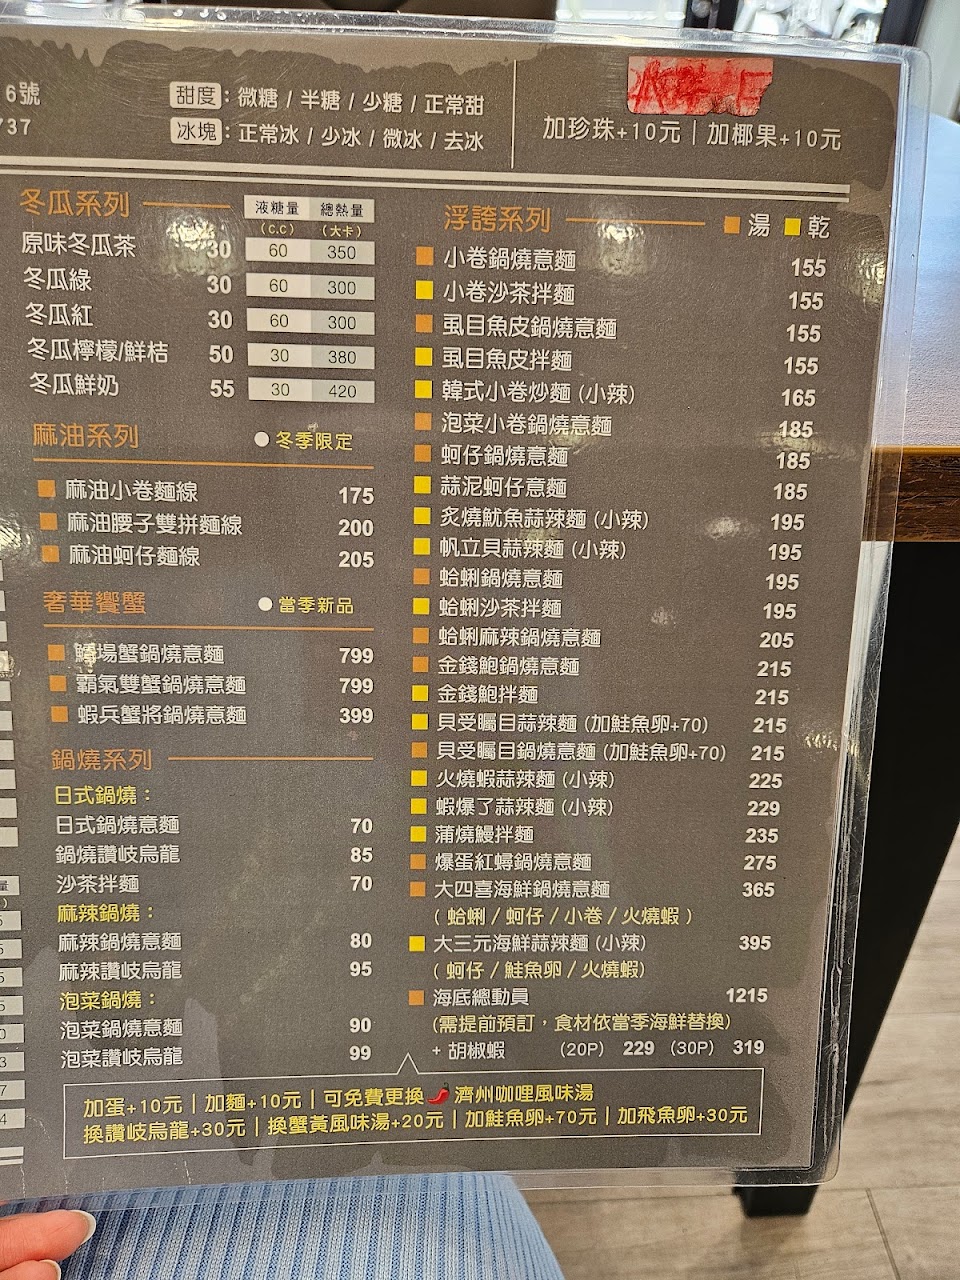 6號
737
甜度：微糖 / 半糖 / 少糖 / 正常甜
冰塊：正常冰 / 少冰 / 微冰 / 去冰
加珍珠+10元｜加椰果+10元
冬瓜系列
液糖量 總熱量
(C.C) (大卡)
原味冬瓜茶 30 60 350
冬瓜綠 30 60 300
冬瓜紅 30 60 300
冬瓜檸檬/鮮桔 50 30 380
冬瓜鮮奶 55 30 420
麻油系列 ●冬季限定
麻油小卷麵線 175
麻油腰子雙拼麵線 200
麻油蚵仔麵線 205
奢華饗蟹 ●當季新品
鱘場蟹鍋燒意麵 799
霸氣雙蟹鍋燒意麵 799
蝦兵蟹將鍋燒意麵 399
鍋燒系列
日式鍋燒：
日式鍋燒意麵 70
鍋燒讚岐烏龍 85
沙茶拌麵 70
麻辣鍋燒：
麻辣鍋燒意麵 80
麻辣讚岐烏龍 95
泡菜鍋燒：
泡菜鍋燒意麵 90
泡菜讚岐烏龍 99
浮誇系列 湯 乾
小卷鍋燒意麵 155
小卷沙茶拌麵 155
虱目魚皮鍋燒意麵 155
虱目魚皮拌麵 155
韓式小卷炒麵 (小辣) 165
泡菜小卷鍋燒意麵 185
蚵仔鍋燒意麵 185
蒜泥蚵仔意麵 185
炙燒魷魚蒜辣麵 (小辣) 195
帆立貝蒜辣麵 (小辣) 195
蛤蜊鍋燒意麵 195
蛤蜊沙茶拌麵 195
蛤蜊麻辣鍋燒意麵 205
金錢鮑鍋燒意麵 215
金錢鮑拌麵 215
貝受矚目蒜辣麵 (加鮭魚卵+70) 215
貝受矚目鍋燒意麵 (加鮭魚卵+70) 215
火燒蝦蒜辣麵 (小辣) 225
蝦爆了蒜辣麵 (小辣) 229
蒲燒鰻拌麵 235
爆蛋紅蟳鍋燒意麵 275
大四喜海鮮鍋燒意麵 365
( 蛤蜊 / 蚵仔 / 小卷 / 火燒蝦 )
大三元海鮮蒜辣麵 (小辣) 395
( 蚵仔 / 鮭魚卵 / 火燒蝦)
海底總動員 1215
(需提前預訂，食材依當季海鮮替換)
+ 胡椒蝦 (20P) 229 (30P) 319
加蛋+10元｜加麵+10元｜可免費更換 濟州咖哩風味湯
換讚岐烏龍+30元｜換蟹黃風味湯+20元｜加鮭魚卵+70元｜加飛魚卵+30元